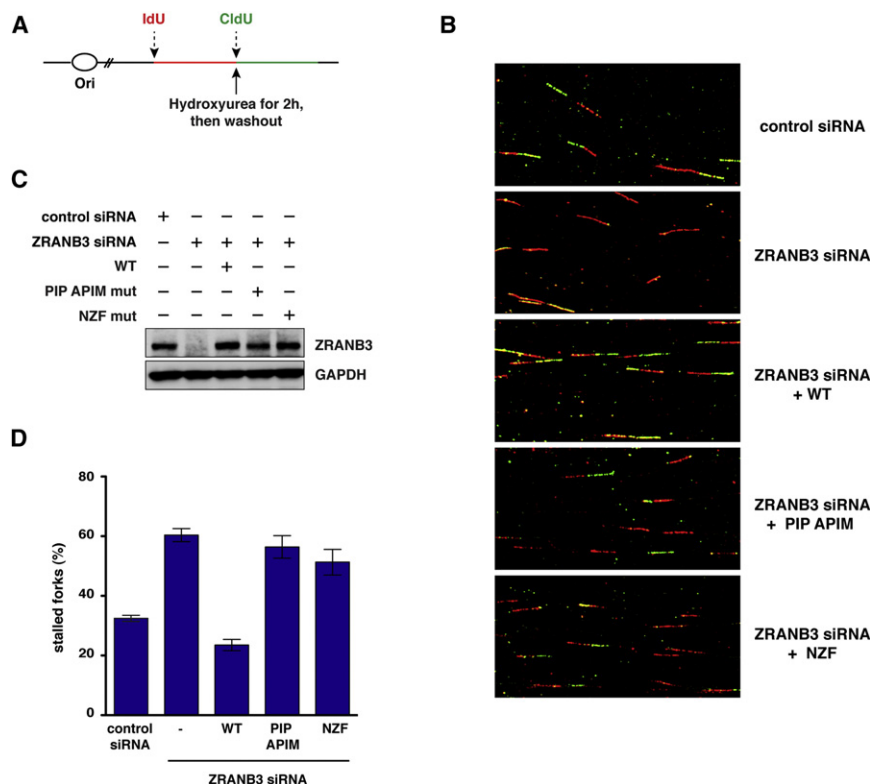 A
IdU CldU
Ori
Hydroxyurea for 2h,
then washout
B
control siRNA
ZRANB3 siRNA
ZRANB3 siRNA
+ WT
ZRANB3 siRNA
+ PIP APIM
ZRANB3 siRNA
+ NZF
C
control siRNA + – – – –
ZRANB3 siRNA – + + + +
WT – – + – –
PIP APIM mut – – – + –
NZF mut – – – – +
ZRANB3
GAPDH
D
stalled forks (%)
80
60
40
20
0
control
siRNA
-
WT
PIP
APIM
NZF
ZRANB3 siRNA